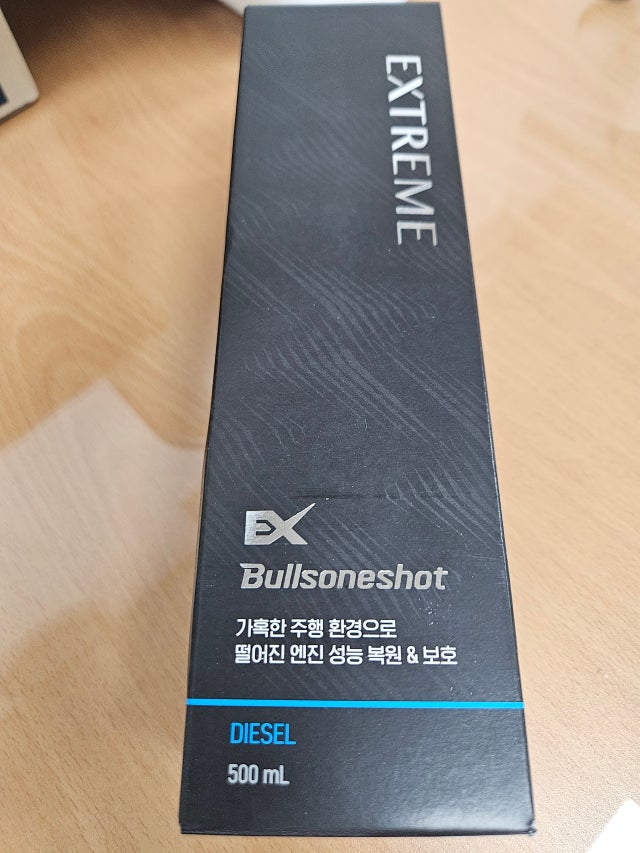 EXTREME
EX
Bullsoneshot
가혹한 주행 환경으로
떨어진 엔진 성능 복원 & 보호
DIESEL
500 mL